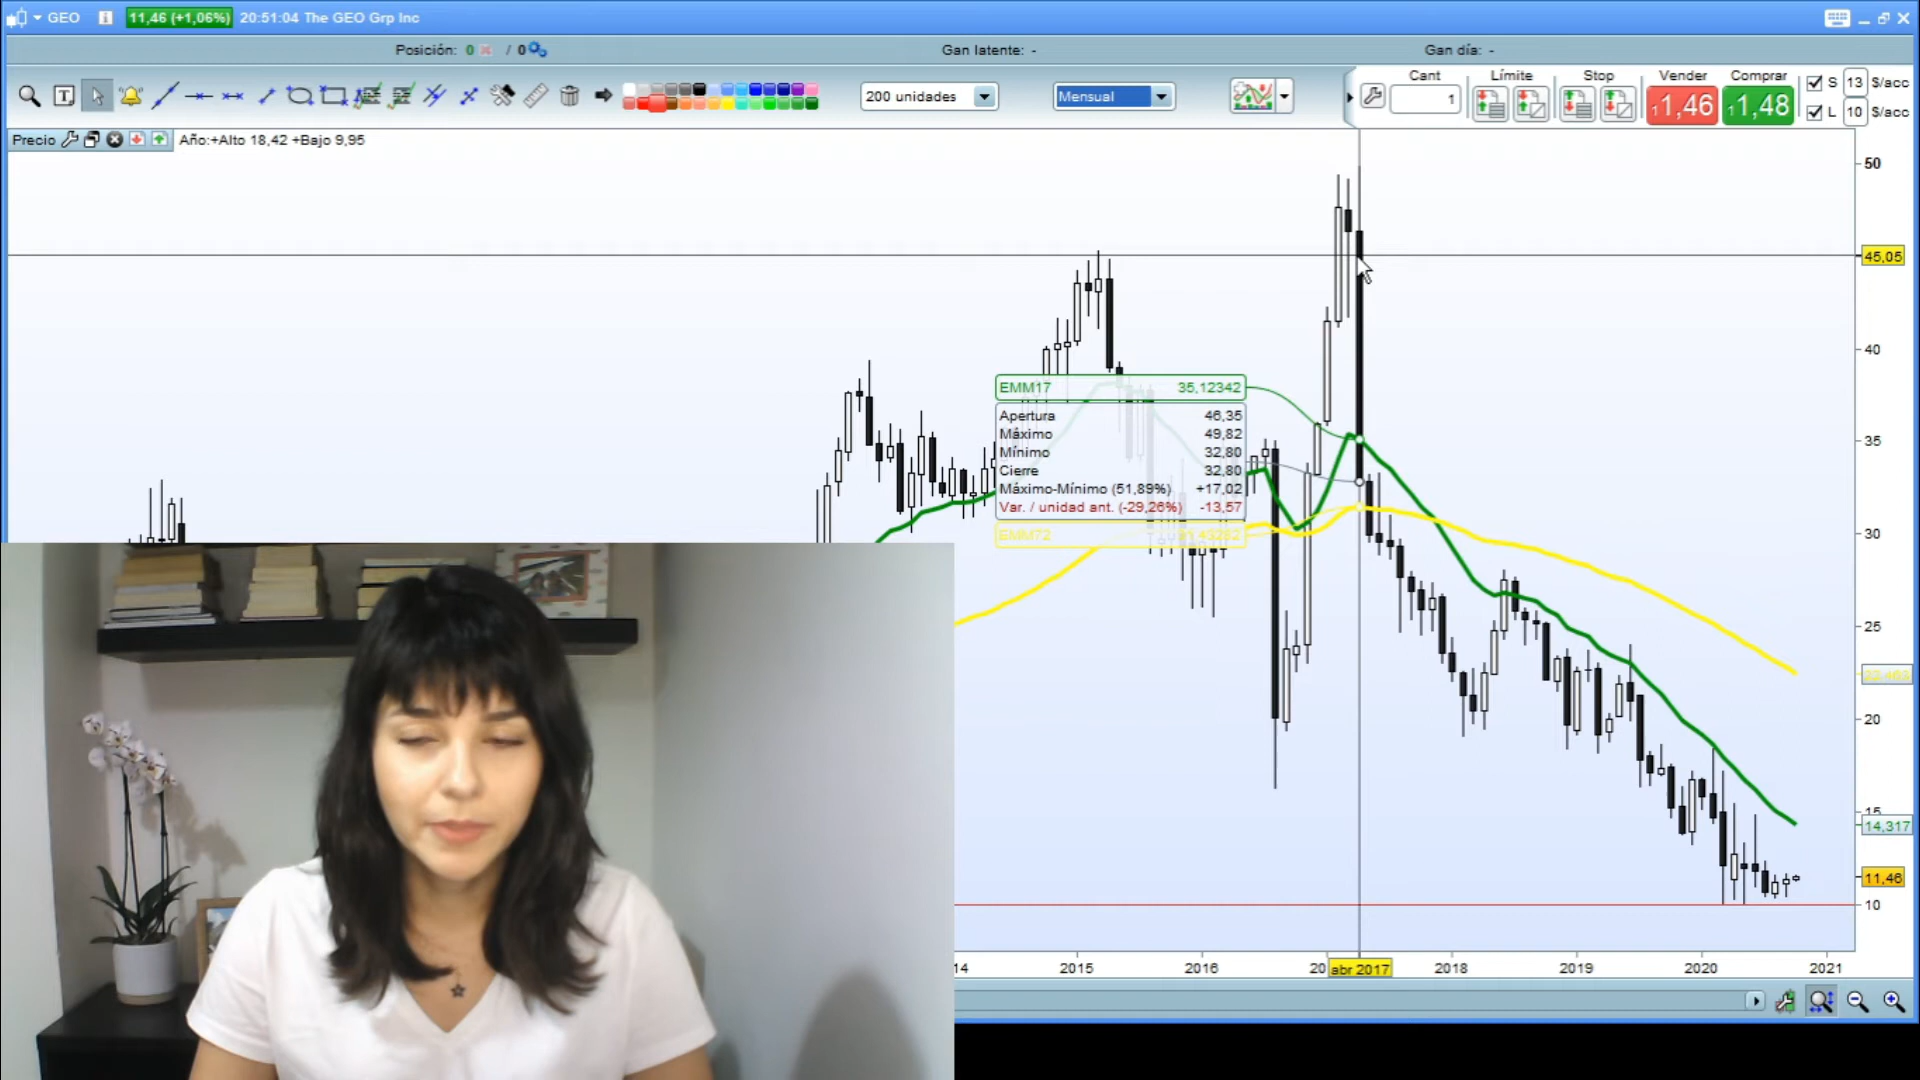 GEO 11,46 (+1,06%) 20:51:04 The GEO Grp Inc
Posición: 0 / 0 Gan latente: - Gan día: -
200 unidades Mensual
Cant Límite Stop Vender Comprar
1 11,46 11,48
S 13 $/acc
L 10 $/acc
Precio Año:+Alto 18,42 +Bajo 9,95
50
45,05
40
EMM17 35,12342
Apertura 46,35
Máximo 49,82
Mínimo 32,80
Cierre 32,80
Máximo-Mínimo (51,89%) +17,02
Var. / unidad ant. (-29,26%) -13,57
EMM72
35
30
25
20
15
14,317
11,46
10
14 2015 2016 20 abr 2017 2018 2019 2020 2021